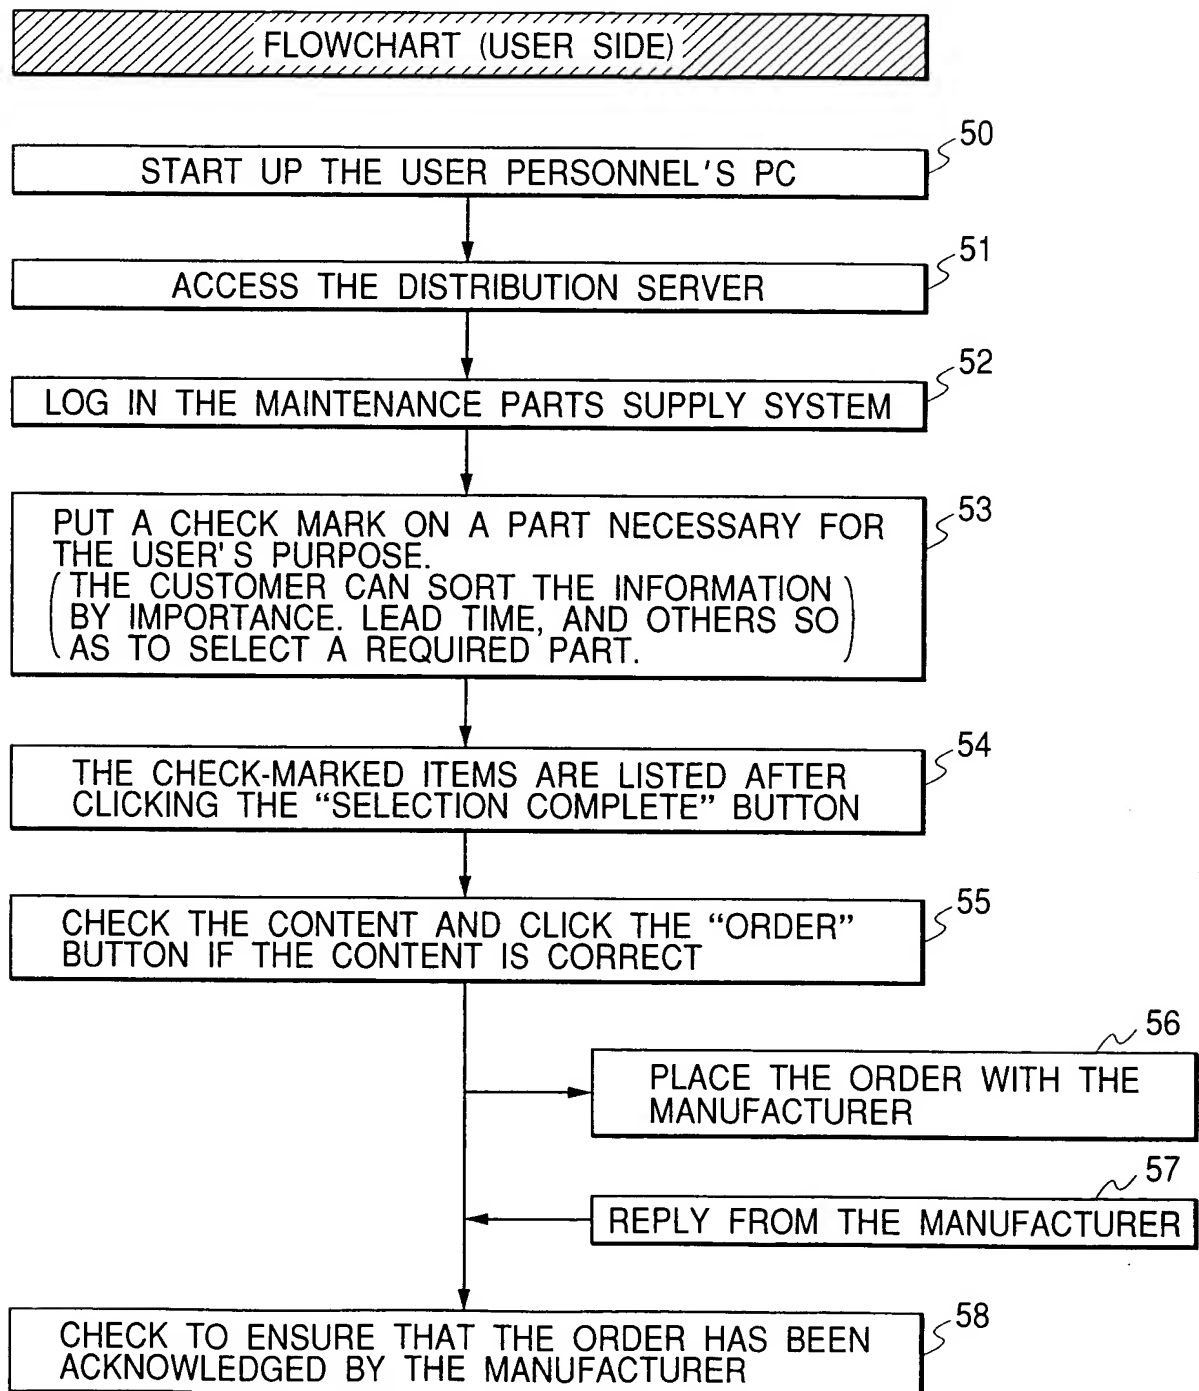 FLOWCHART (USER SIDE)
50
START UP THE USER PERSONNEL'S PC
51
ACCESS THE DISTRIBUTION SERVER
52
LOG IN THE MAINTENANCE PARTS SUPPLY SYSTEM
53
PUT A CHECK MARK ON A PART NECESSARY FOR
THE USER'S PURPOSE.
(THE CUSTOMER CAN SORT THE INFORMATION
BY IMPORTANCE. LEAD TIME, AND OTHERS SO
AS TO SELECT A REQUIRED PART.)
54
THE CHECK-MARKED ITEMS ARE LISTED AFTER
CLICKING THE “SELECTION COMPLETE” BUTTON
55
CHECK THE CONTENT AND CLICK THE “ORDER”
BUTTON IF THE CONTENT IS CORRECT
56
PLACE THE ORDER WITH THE
MANUFACTURER
57
REPLY FROM THE MANUFACTURER
58
CHECK TO ENSURE THAT THE ORDER HAS BEEN
ACKNOWLEDGED BY THE MANUFACTURER